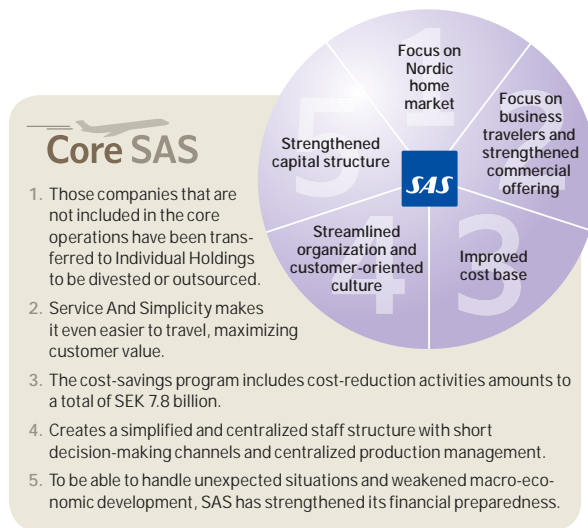 1
Focus on
Nordic
home
market
2
Focus on
business
travelers and
strengthened
commercial
offering
3
Improved
cost base
4
Streamlined
organization and
customer-oriented
culture
5
Strengthened
capital structure
SAS
Core SAS
1. Those companies that are
not included in the core
operations have been trans-
ferred to Individual Holdings
to be divested or outsourced.
2. Service And Simplicity makes
it even easier to travel, maximizing
customer value.
3. The cost-savings program includes cost-reduction activities amounts to
a total of SEK 7.8 billion.
4. Creates a simplified and centralized staff structure with short
decision-making channels and centralized production management.
5. To be able to handle unexpected situations and weakened macro-eco-
nomic development, SAS has strengthened its financial preparedness.